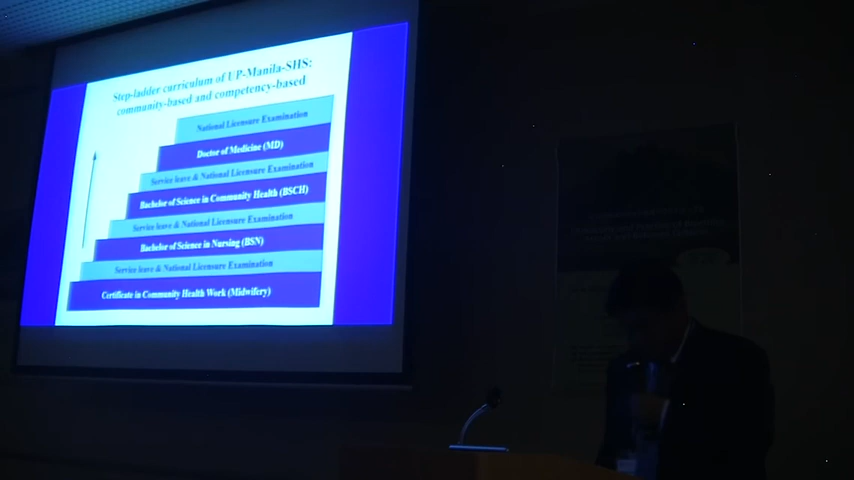 Step-ladder curriculum of UP-Manila-SHS:
community-based and competency-based
National Licensure Examination
Doctor of Medicine (MD)
Service leave & National Licensure Examination
Bachelor of Science in Community Health (BSCH)
Service leave & National Licensure Examination
Bachelor of Science in Nursing (BSN)
Service leave & National Licensure Examination
Certificate in Community Health Work (Midwifery)